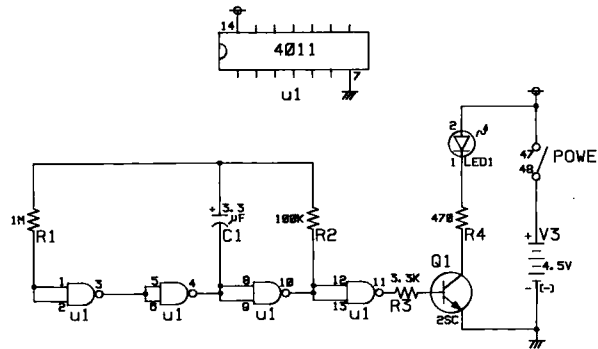 14
4011
7
u1
2
1 LED1
47
48
POWE
1M
R1
+ 3.3
µF
C1
100K
R2
470
R4
+ V3
4.5V
- (-)
Q1
2SC
1
2
3
u1
5
6
4
u1
8
9
10
u1
12
13
11
u1
3.3K
R3